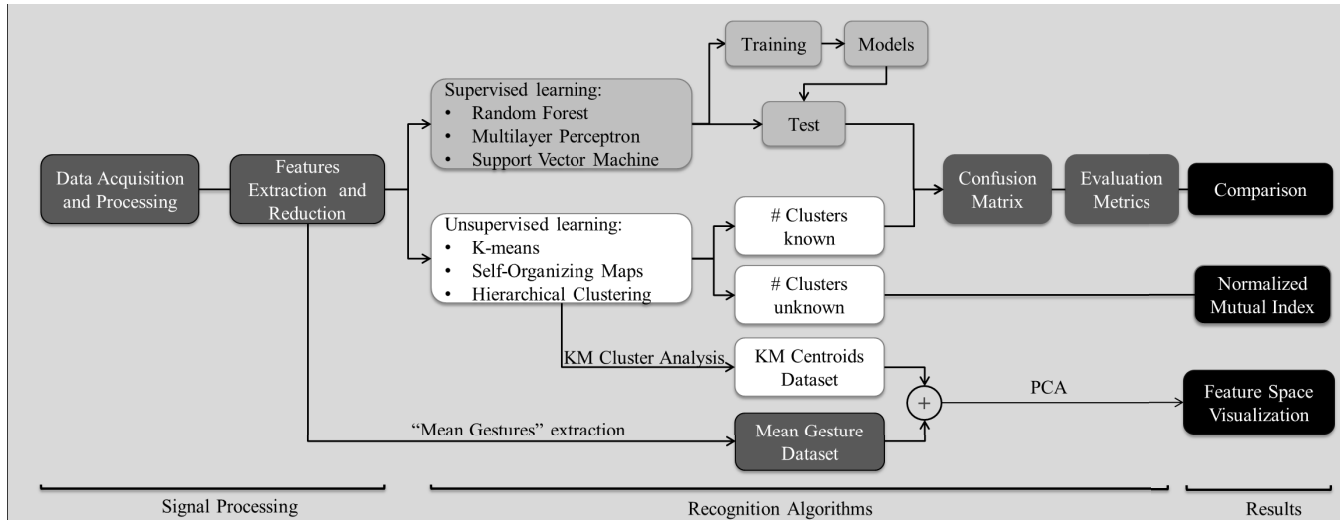 Training
Models
Supervised learning:
• Random Forest
• Multilayer Perceptron
• Support Vector Machine
Test
Data Acquisition
and Processing
Features
Extraction and
Reduction
Confusion
Matrix
Evaluation
Metrics
Comparison
Unsupervised learning:
• K-means
• Self-Organizing Maps
• Hierarchical Clustering
# Clusters
known
# Clusters
unknown
Normalized
Mutual Index
KM Cluster Analysis
KM Centroids
Dataset
+
PCA
Feature Space
Visualization
“Mean Gestures” extraction
Mean Gesture
Dataset
Signal Processing
Recognition Algorithms
Results